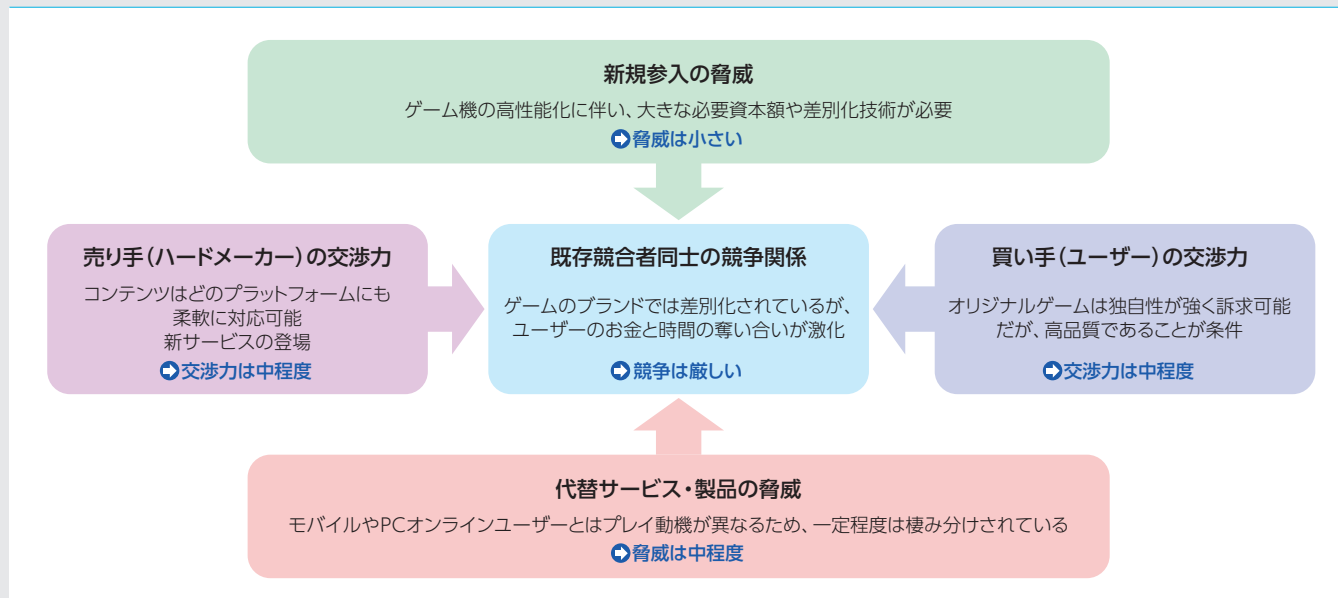 新規参入の脅威
ゲーム機の高性能化に伴い、大きな必要資本額や差別化技術が必要
脅威は小さい
売り手（ハードメーカー）の交渉力
コンテンツはどのプラットフォームにも
柔軟に対応可能
新サービスの登場
交渉力は中程度
既存競合者同士の競争関係
ゲームのブランドでは差別化されているが、
ユーザーのお金と時間の奪い合いが激化
競争は厳しい
買い手（ユーザー）の交渉力
オリジナルゲームは独自性が強く訴求可能
だが、高品質であることが条件
交渉力は中程度
代替サービス・製品の脅威
モバイルやPCオンラインユーザーとはプレイ動機が異なるため、一定程度は棲み分けされている
脅威は中程度